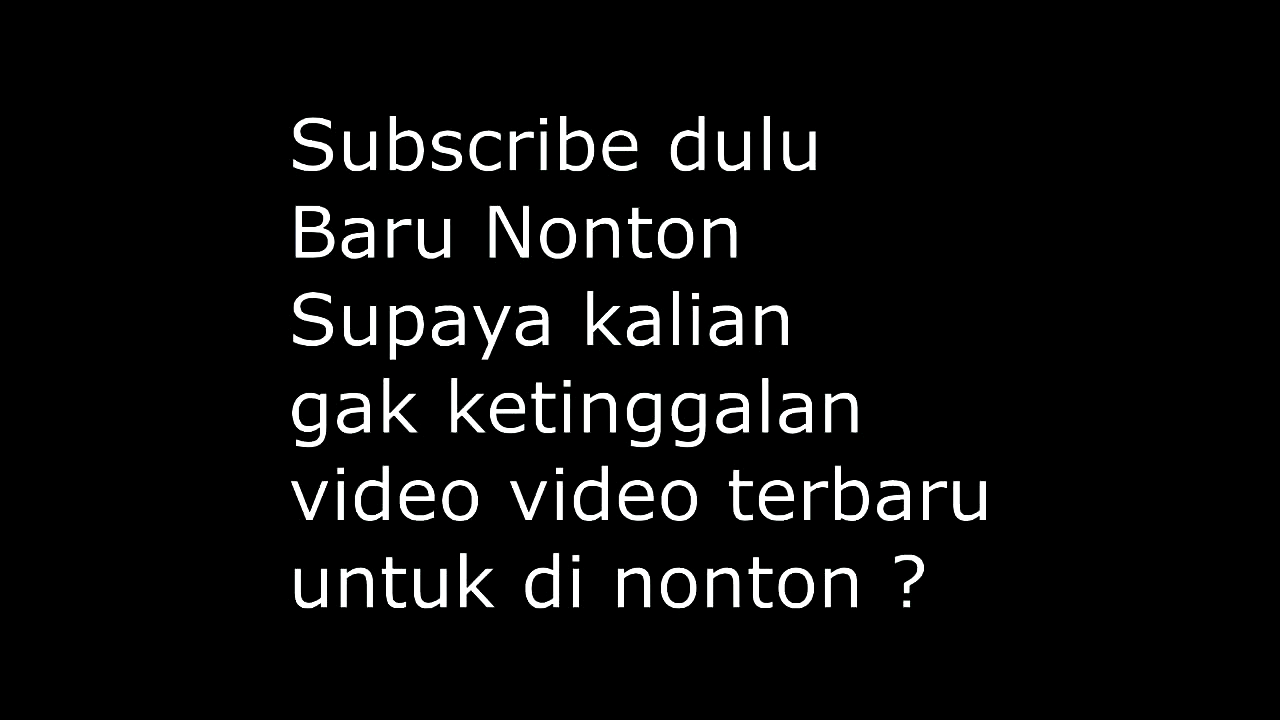 Subscribe dulu
Baru Nonton
Supaya kalian
gak ketinggalan
video video terbaru
untuk di nonton ?